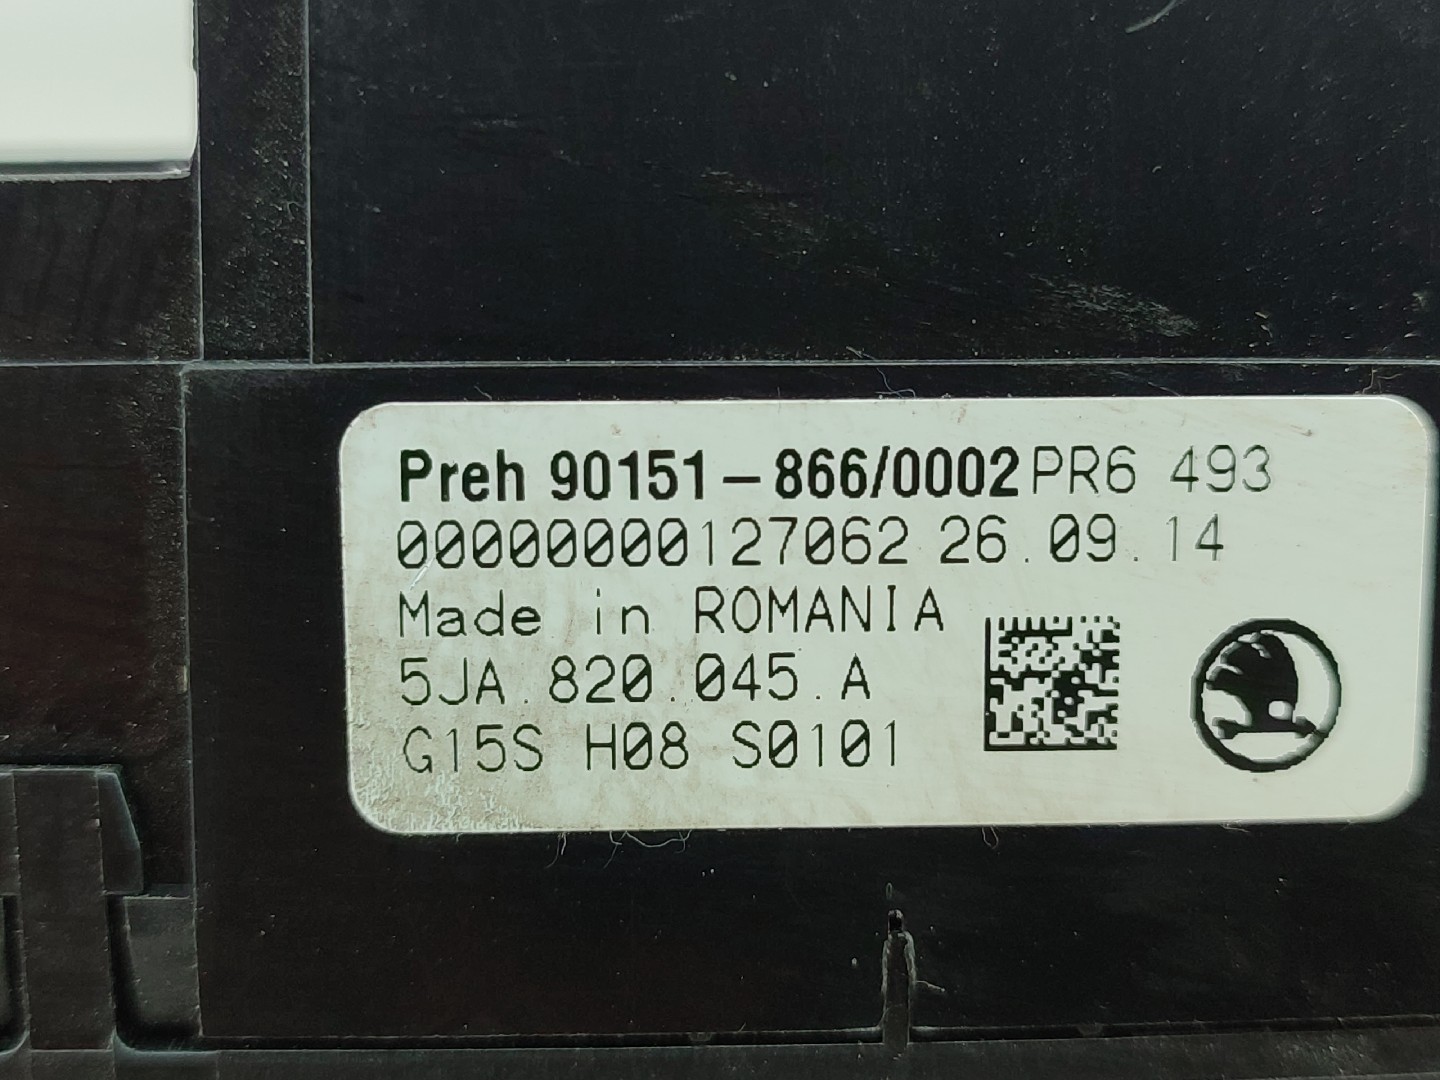 Preh 90151-866/0002 PR6 493
00000000127062 26.09.14
Made in ROMANIA
5JA.820.045.A
G15S H08 S0101